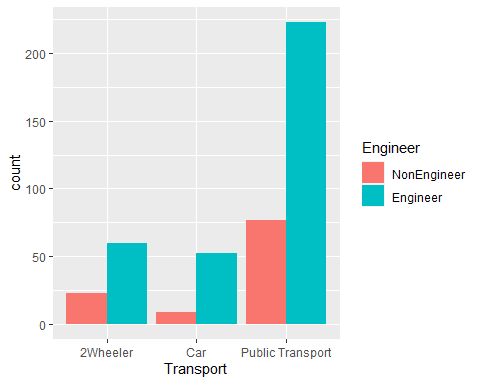 200
150
100
50
0
count
2Wheeler
Car
Public Transport
Transport
Engineer
NonEngineer
Engineer